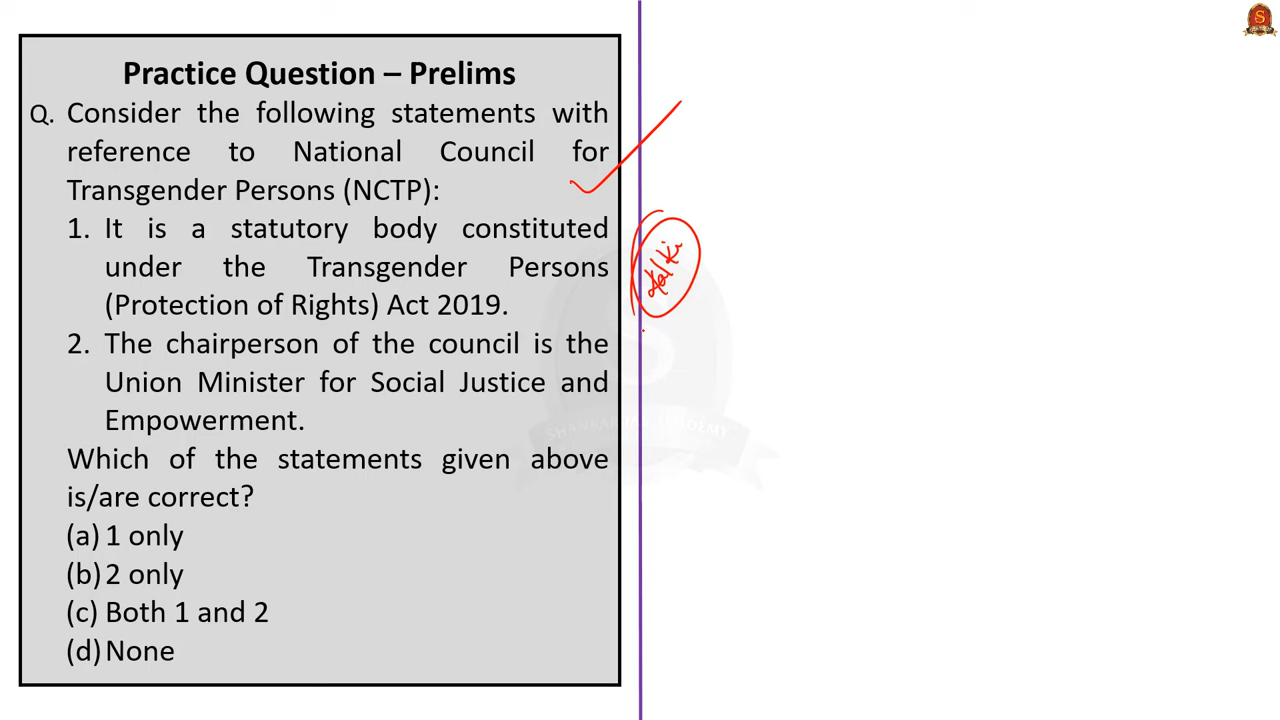 Practice Question – Prelims
Q. Consider the following statements with
reference to National Council for
Transgender Persons (NCTP):
1. It is a statutory body constituted
under the Transgender Persons
(Protection of Rights) Act 2019.
2. The chairperson of the council is the
Union Minister for Social Justice and
Empowerment.
Which of the statements given above
is/are correct?
(a) 1 only
(b) 2 only
(c) Both 1 and 2
(d) None